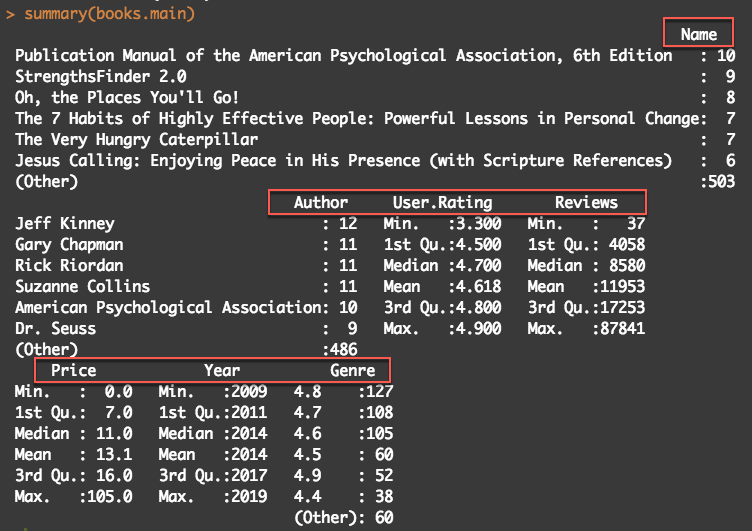 > summary(books.main)
Name
Publication Manual of the American Psychological Association, 6th Edition : 10
StrengthsFinder 2.0 : 9
Oh, the Places You'll Go! : 8
The 7 Habits of Highly Effective People: Powerful Lessons in Personal Change: 7
The Very Hungry Caterpillar : 7
Jesus Calling: Enjoying Peace in His Presence (with Scripture References) : 6
(Other) :503
Author User.Rating Reviews
Jeff Kinney : 12 Min. :3.300 Min. : 37
Gary Chapman : 11 1st Qu.:4.500 1st Qu.: 4058
Rick Riordan : 11 Median :4.700 Median : 8580
Suzanne Collins : 11 Mean :4.618 Mean :11953
American Psychological Association: 10 3rd Qu.:4.800 3rd Qu.:17253
Dr. Seuss : 9 Max. :4.900 Max. :87841
(Other) :486
Price Year Genre
Min. : 0.0 Min. :2009 4.8 :127
1st Qu.: 7.0 1st Qu.:2011 4.7 :108
Median : 11.0 Median :2014 4.6 :105
Mean : 13.1 Mean :2014 4.5 : 60
3rd Qu.: 16.0 3rd Qu.:2017 4.9 : 52
Max. :105.0 Max. :2019 4.4 : 38
(Other): 60